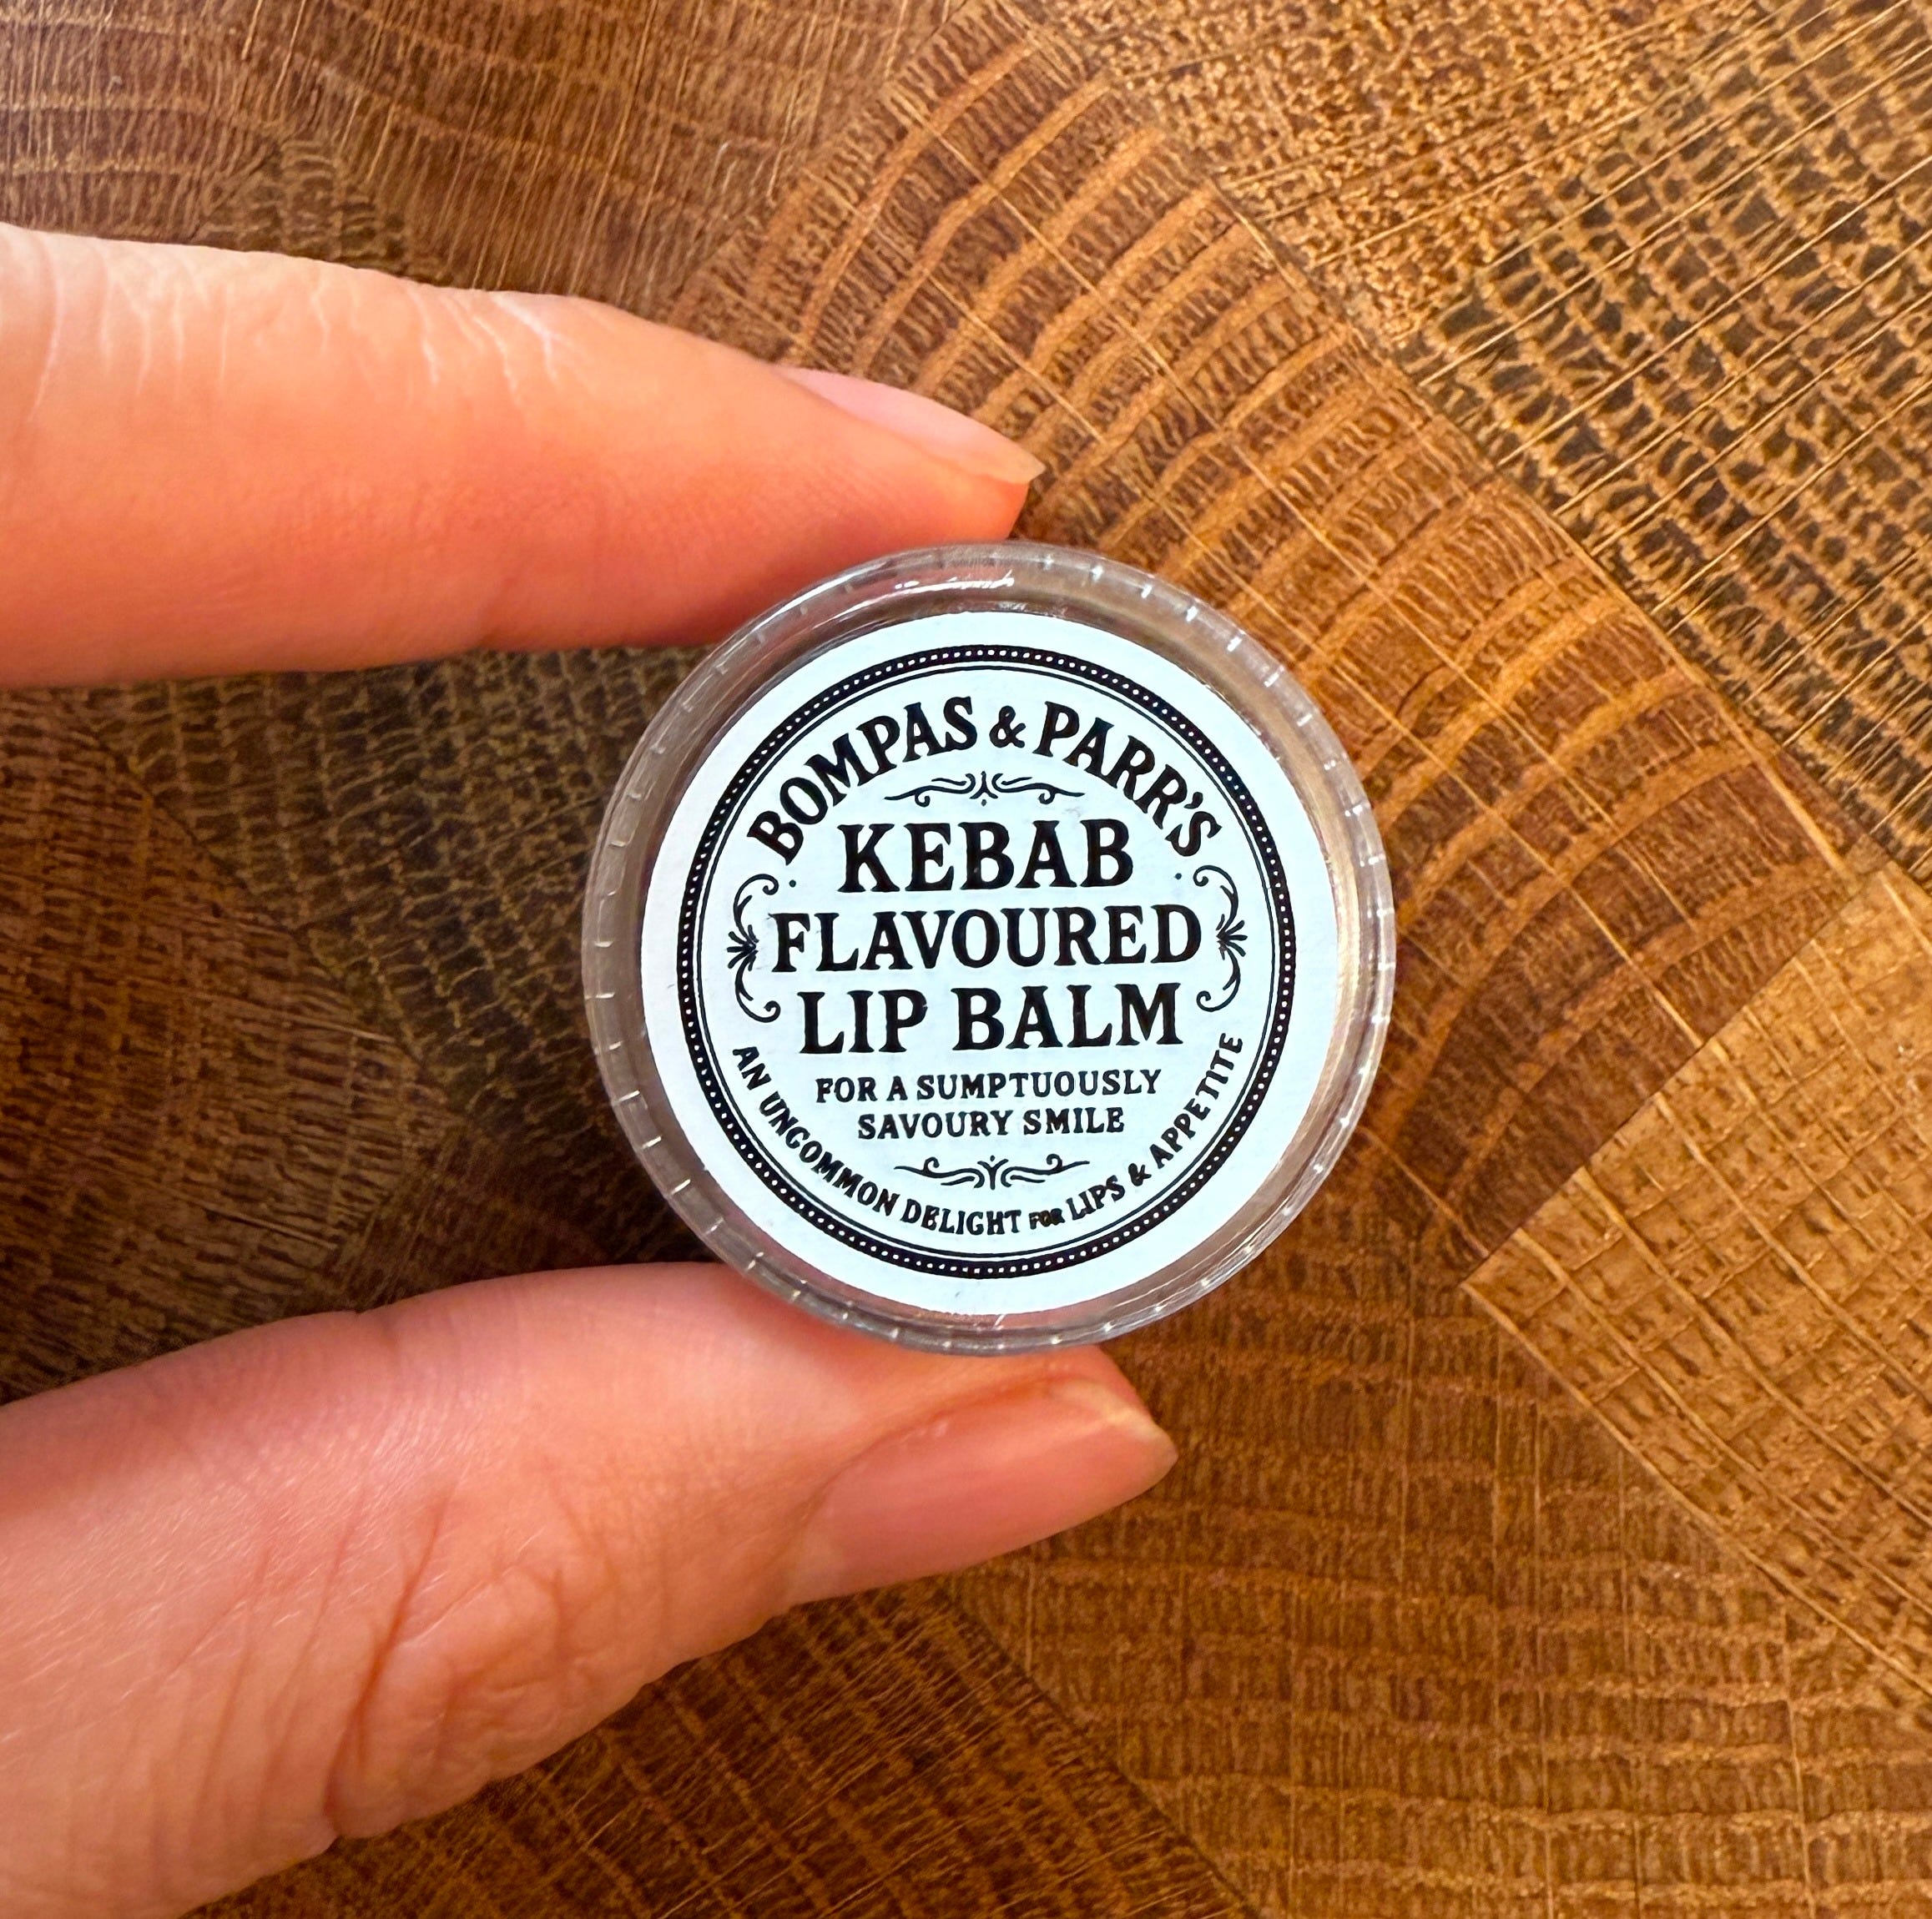 BOMPAS & PARR'S
KEBAB
FLAVOURED
LIP BALM
FOR A SUMPTUOUSLY
SAVOURY SMILE
AN UNCOMMON DELIGHT FOR LIPS & APPETITE